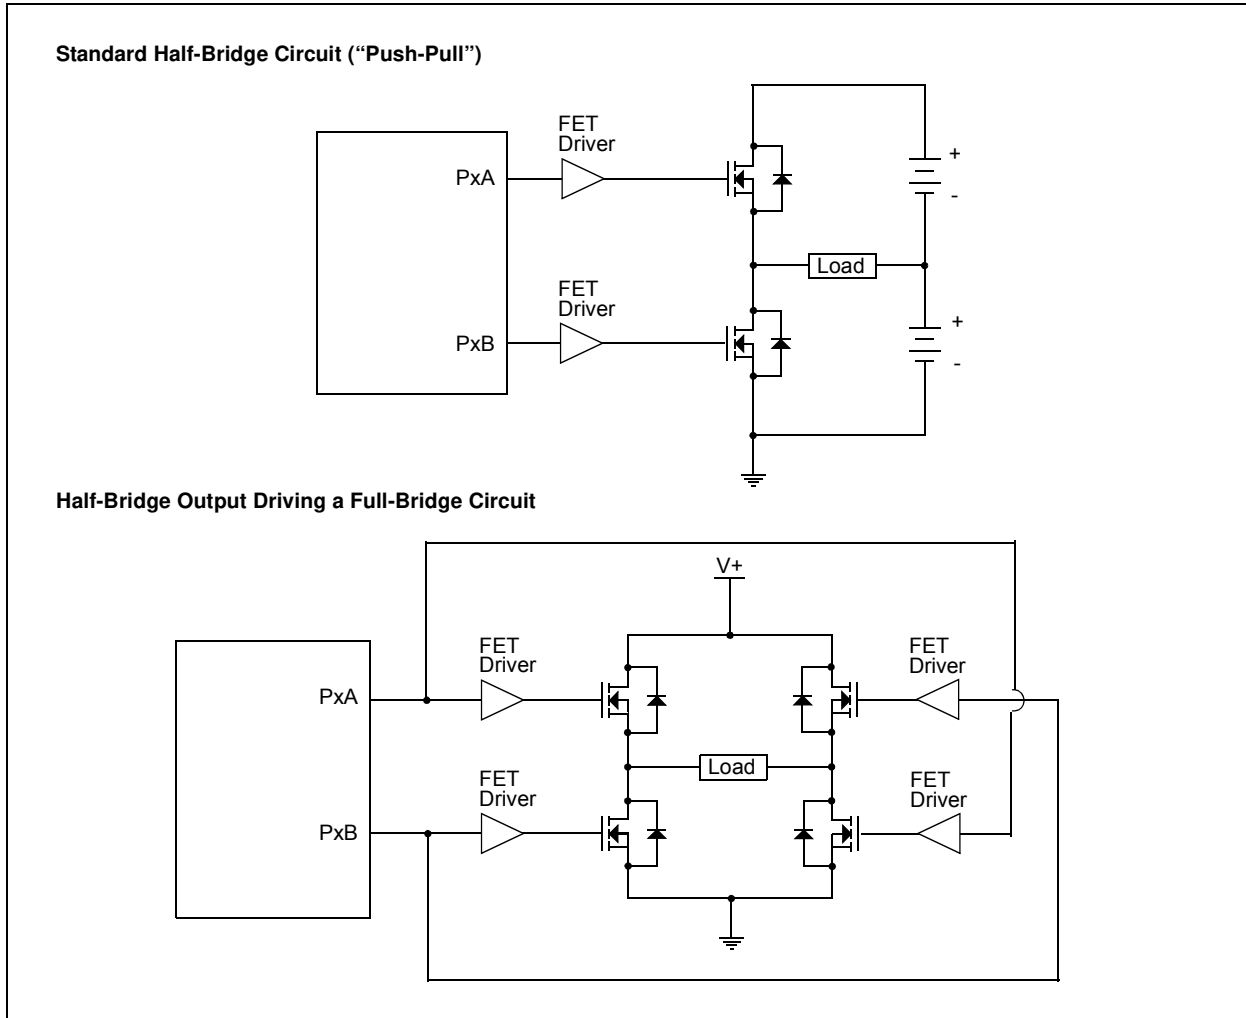 Standard Half-Bridge Circuit (“Push-Pull”)
FET
Driver
PxA
+
-
Load
FET
Driver
PxB
+
-
Half-Bridge Output Driving a Full-Bridge Circuit
V+
FET
Driver
FET
Driver
PxA
Load
FET
Driver
FET
Driver
PxB